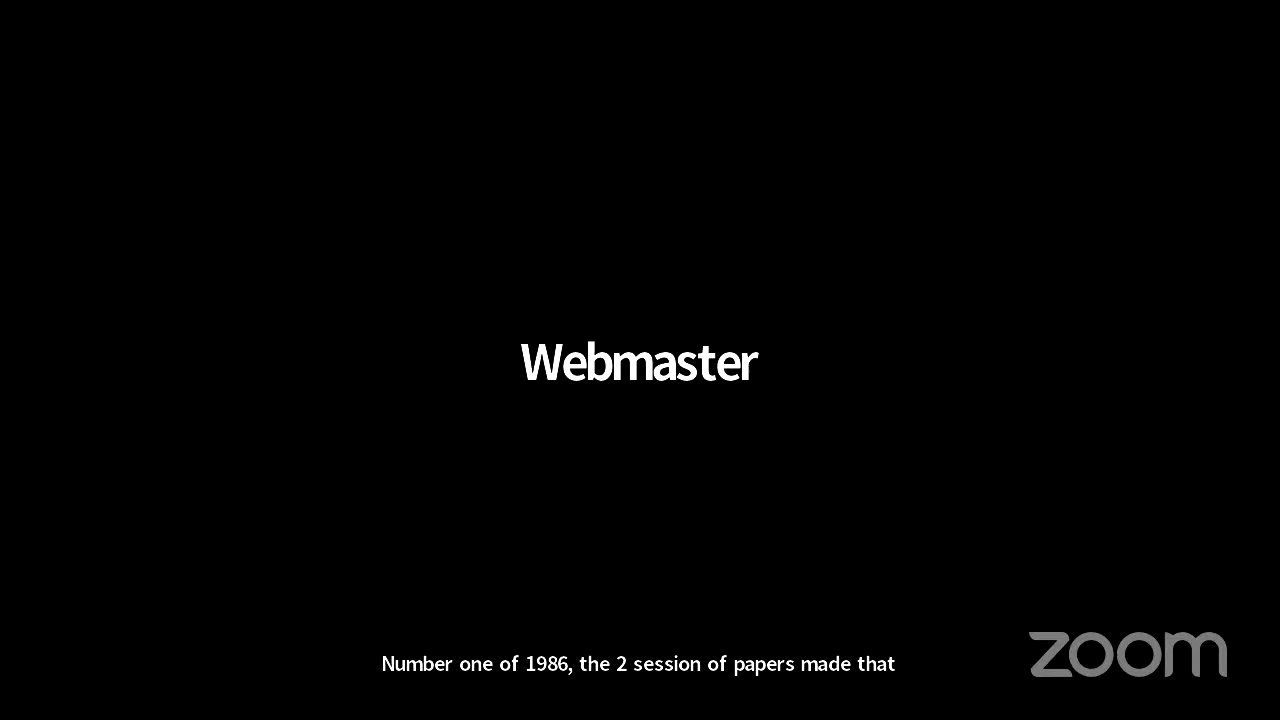 Webmaster
Number one of 1986, the 2 session of papers made that
zoom